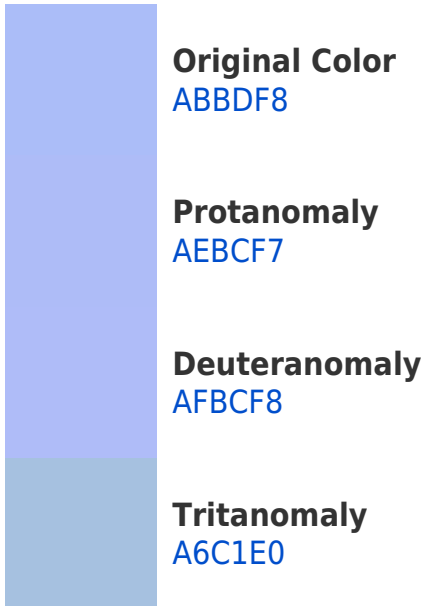 Original Color
ABBDF8
Protanomaly
AEBCF7
Deuteranomaly
AFBCF8
Tritanomaly
A6C1E0